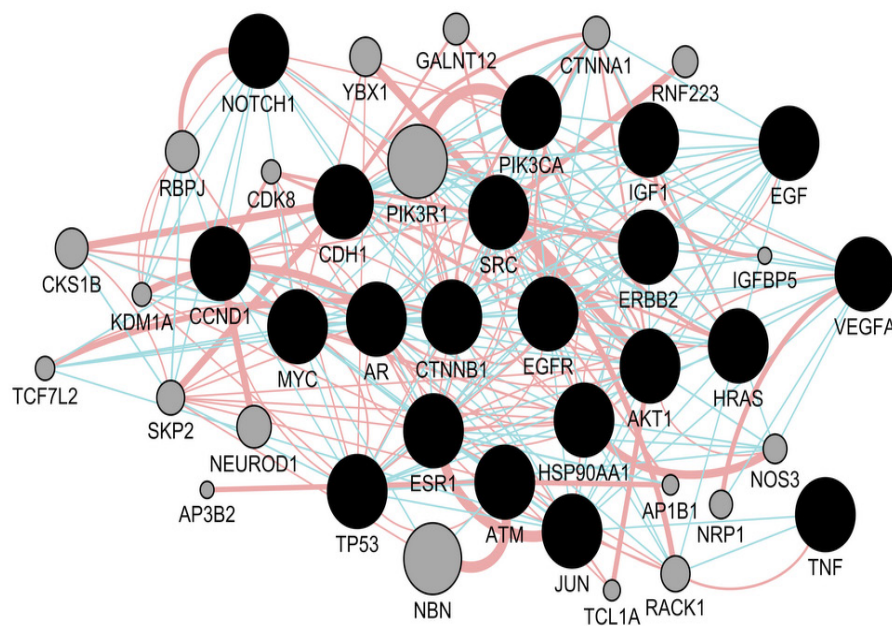 GALNT12
CTNNA1
NOTCH1
YBX1
RNF223
PIK3CA
RBPJ
CDK8
PIK3R1
IGF1
EGF
CDH1
SRC
CKS1B
KDM1A
CCND1
ERBB2
IGFBP5
VEGFA
MYC
AR
CTNNB1
EGFR
TCF7L2
SKP2
AKT1
HRAS
NEUROD1
ESR1
HSP90AA1
NOS3
AP3B2
TP53
ATM
AP1B1
NRP1
TNF
NBN
JUN
TCL1A
RACK1